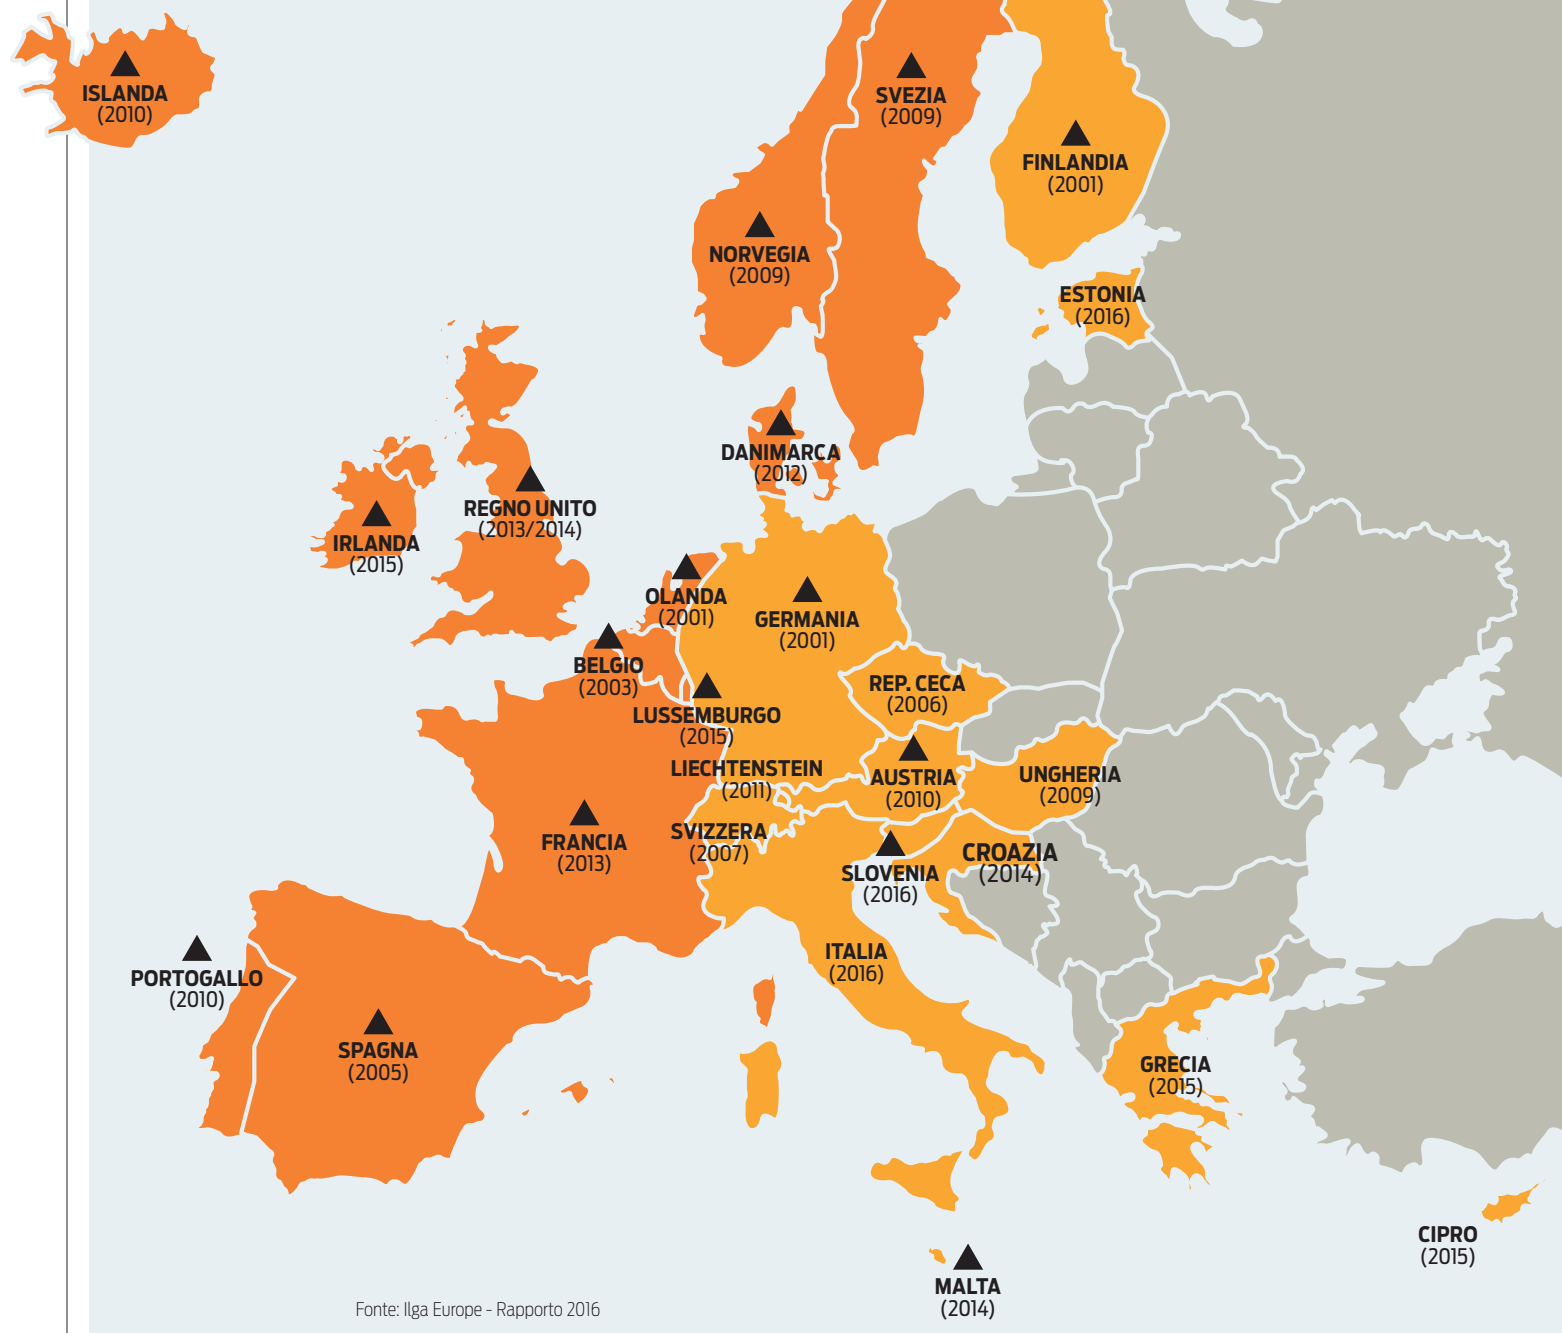 ISLANDA
(2010)
SVEZIA
(2009)
FINLANDIA
(2001)
NORVEGIA
(2009)
ESTONIA
(2016)
DANIMARCA
(2012)
REGNO UNITO
(2013/2014)
IRLANDA
(2015)
OLANDA
(2001)
GERMANIA
(2001)
BELGIO
(2003)
REP. CECA
(2006)
LUSSEMBURGO
(2015)
LIECHTENSTEIN
(2011)
AUSTRIA
(2010)
UNGHERIA
(2009)
FRANCIA
(2013)
SVIZZERA
(2007)
SLOVENIA
(2016)
CROAZIA
(2014)
ITALIA
(2016)
PORTOGALLO
(2010)
SPAGNA
(2005)
GRECIA
(2015)
CIPRO
(2015)
MALTA
(2014)
Fonte: Ilga Europe - Rapporto 2016